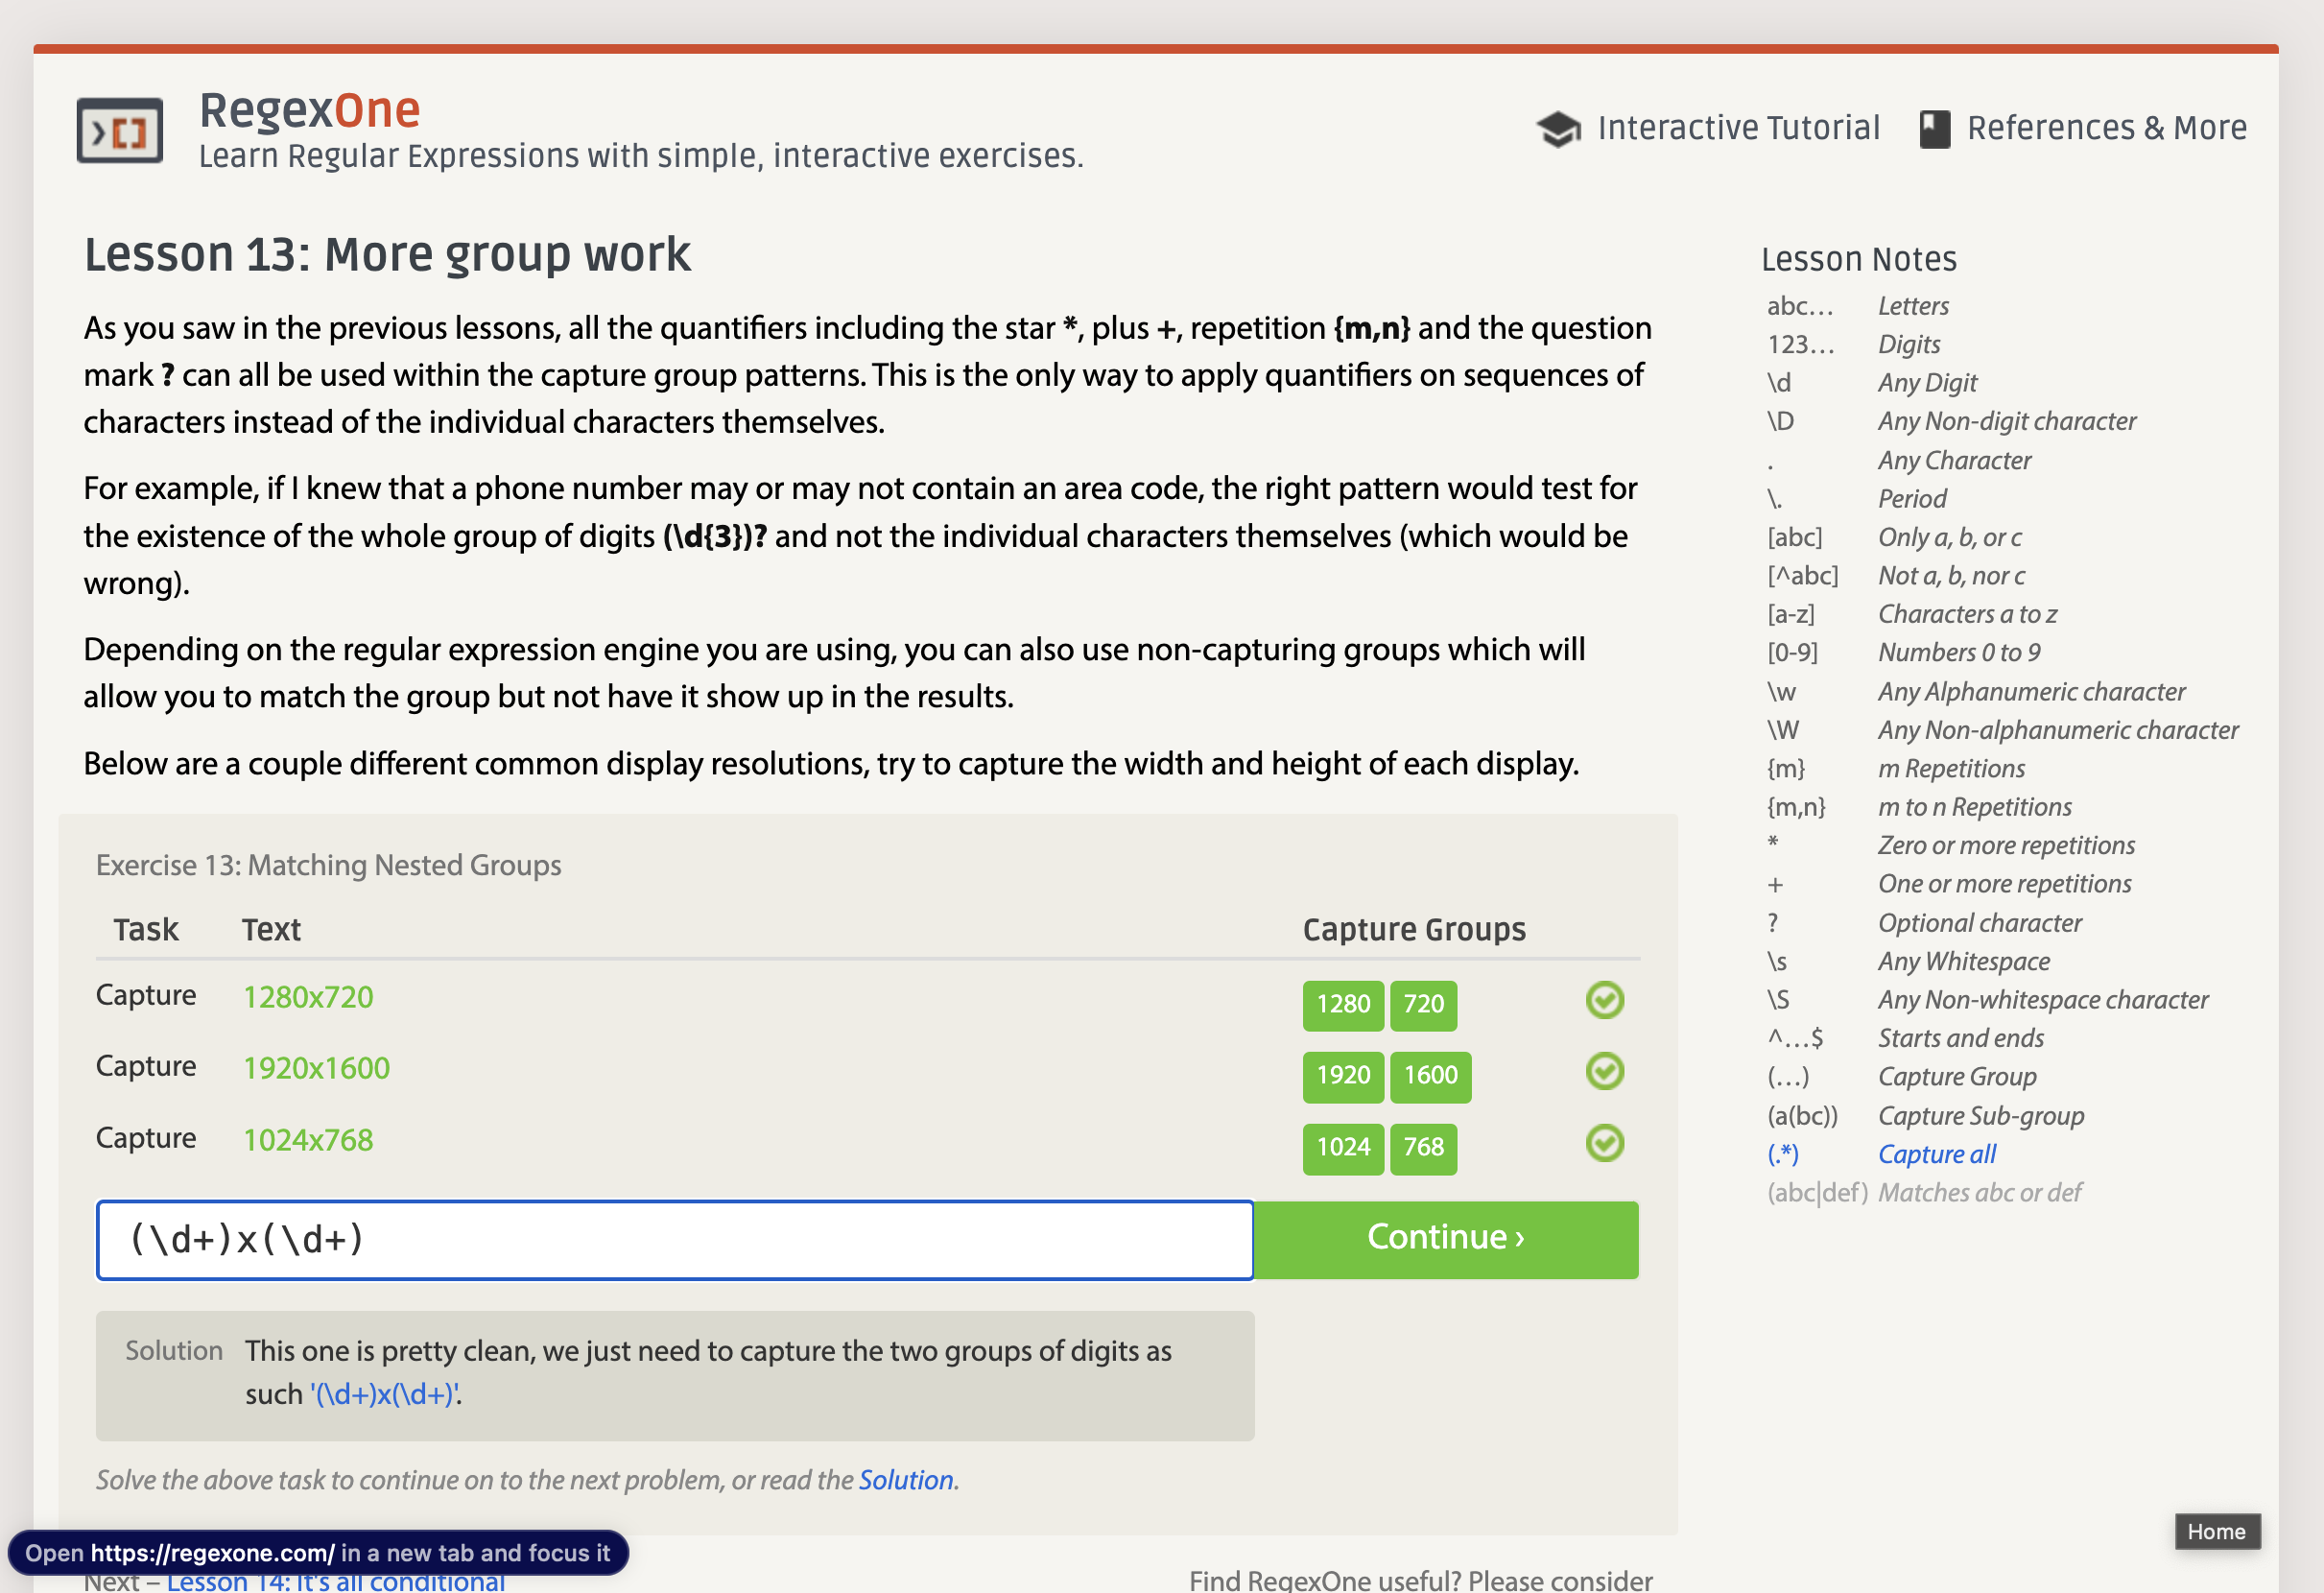 RegexOne
Learn Regular Expressions with simple, interactive exercises.
Interactive Tutorial
References & More
Lesson 13: More group work
As you saw in the previous lessons, all the quantifiers including the star *, plus +, repetition {m,n} and the question
mark ? can all be used within the capture group patterns. This is the only way to apply quantifiers on sequences of
characters instead of the individual characters themselves.
For example, if I knew that a phone number may or may not contain an area code, the right pattern would test for
the existence of the whole group of digits (\d{3})? and not the individual characters themselves (which would be
wrong).
Depending on the regular expression engine you are using, you can also use non-capturing groups which will
allow you to match the group but not have it show up in the results.
Below are a couple different common display resolutions, try to capture the width and height of each display.
Exercise 13: Matching Nested Groups
Task Text Capture Groups
Capture 1280x720 1280 720
Capture 1920x1600 1920 1600
Capture 1024x768 1024 768
(\d+)x(\d+)
Continue ›
Solution This one is pretty clean, we just need to capture the two groups of digits as
such '(\d+)x(\d+)'.
Solve the above task to continue on to the next problem, or read the Solution.
Next – Lesson 14: It's all conditional
Find RegexOne useful? Please consider
Lesson Notes
abc… Letters
123… Digits
\d Any Digit
\D Any Non-digit character
. Any Character
\. Period
[abc] Only a, b, or c
[^abc] Not a, b, nor c
[a-z] Characters a to z
[0-9] Numbers 0 to 9
\w Any Alphanumeric character
\W Any Non-alphanumeric character
{m} m Repetitions
{m,n} m to n Repetitions
* Zero or more repetitions
+ One or more repetitions
? Optional character
\s Any Whitespace
\S Any Non-whitespace character
^…$ Starts and ends
(…) Capture Group
(a(bc)) Capture Sub-group
(.*) Capture all
(abc|def) Matches abc or def
Home
Open https://regexone.com/ in a new tab and focus it